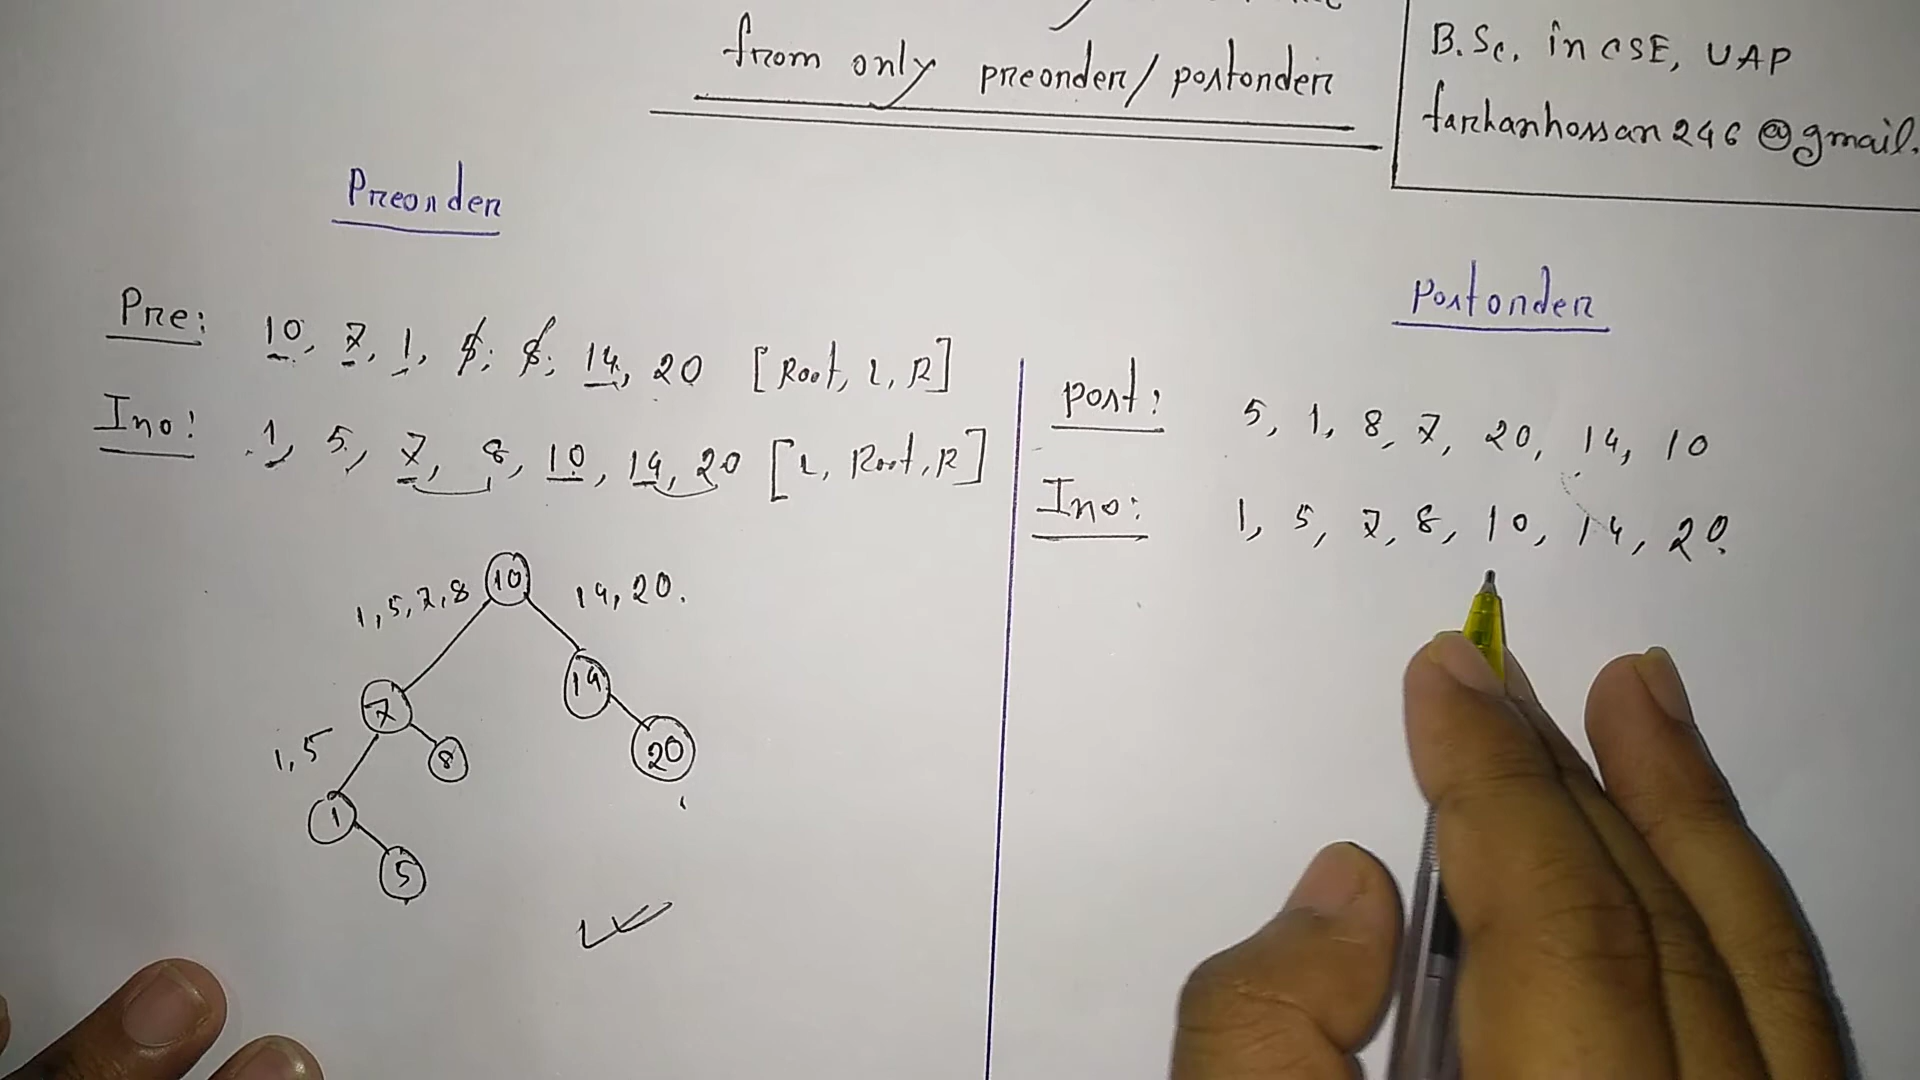 from only preorder/postorder
B.Sc. in CSE, UAP
farhanhossan246@gmail.
Preorder
Pre: 10, 7, 1, 5, 8, 14, 20 [Root, L, R]
Ino: 1, 5, 7, 8, 10, 14, 20 [L, Root, R]
10
1, 5, 7, 8
14, 20.
7
14
1, 5
8
20
1
5
Postorder
post: 5, 1, 8, 7, 20, 14, 10
Ino: 1, 5, 7, 8, 10, 14, 20